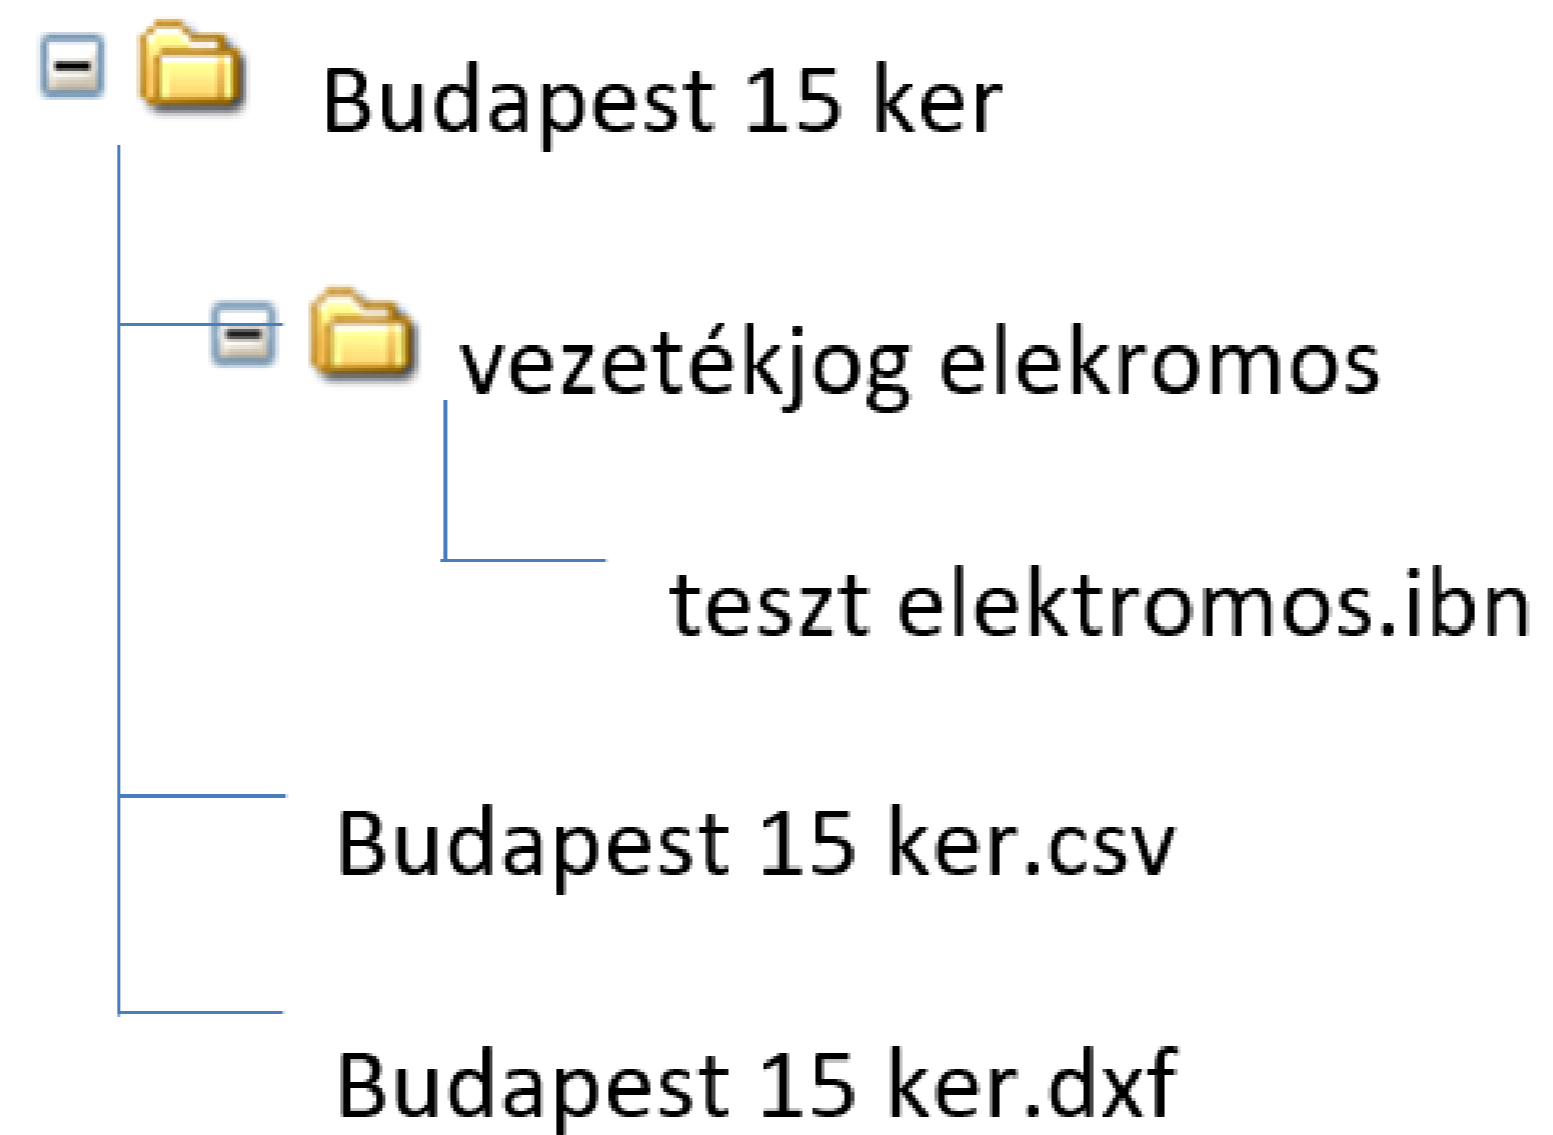 Budapest 15 ker
vezetékjog elekromos
teszt elektromos.ibn
Budapest 15 ker.csv
Budapest 15 ker.dxf